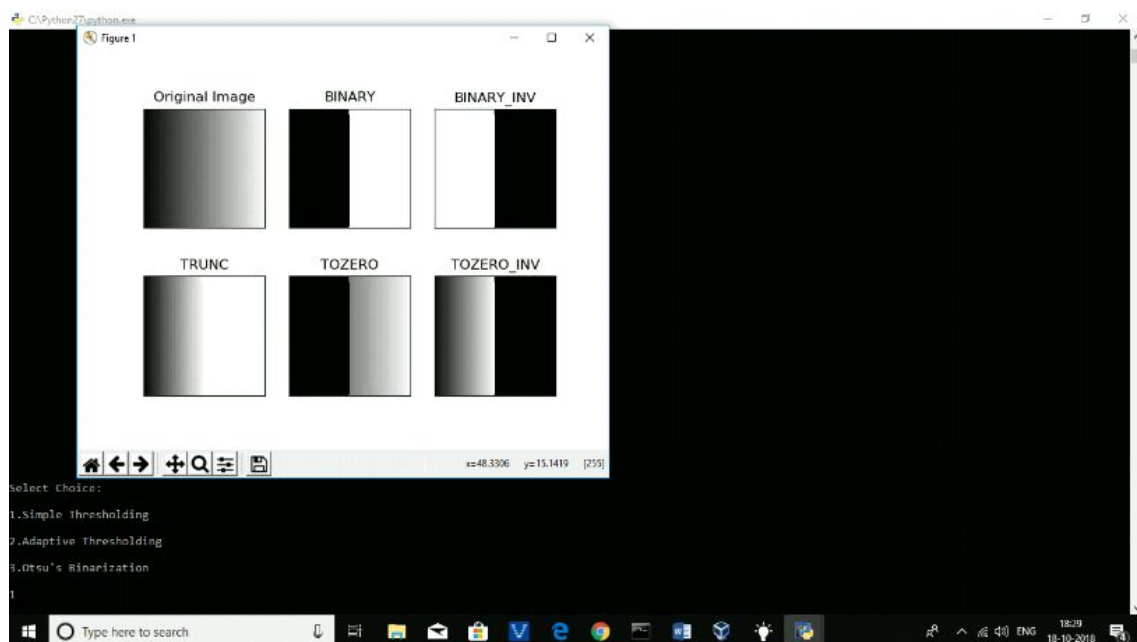 C:\Python27\python.exe
Figure 1
Original Image
BINARY
BINARY_INV
TRUNC
TOZERO
TOZERO_INV
x=48.3306 y=15.1419 [255]
Select Choice:
1.Simple Thresholding
2.Adaptive Thresholding
3.Otsu's Binarization
1
Type here to search
ENG
18:29
18-10-2018